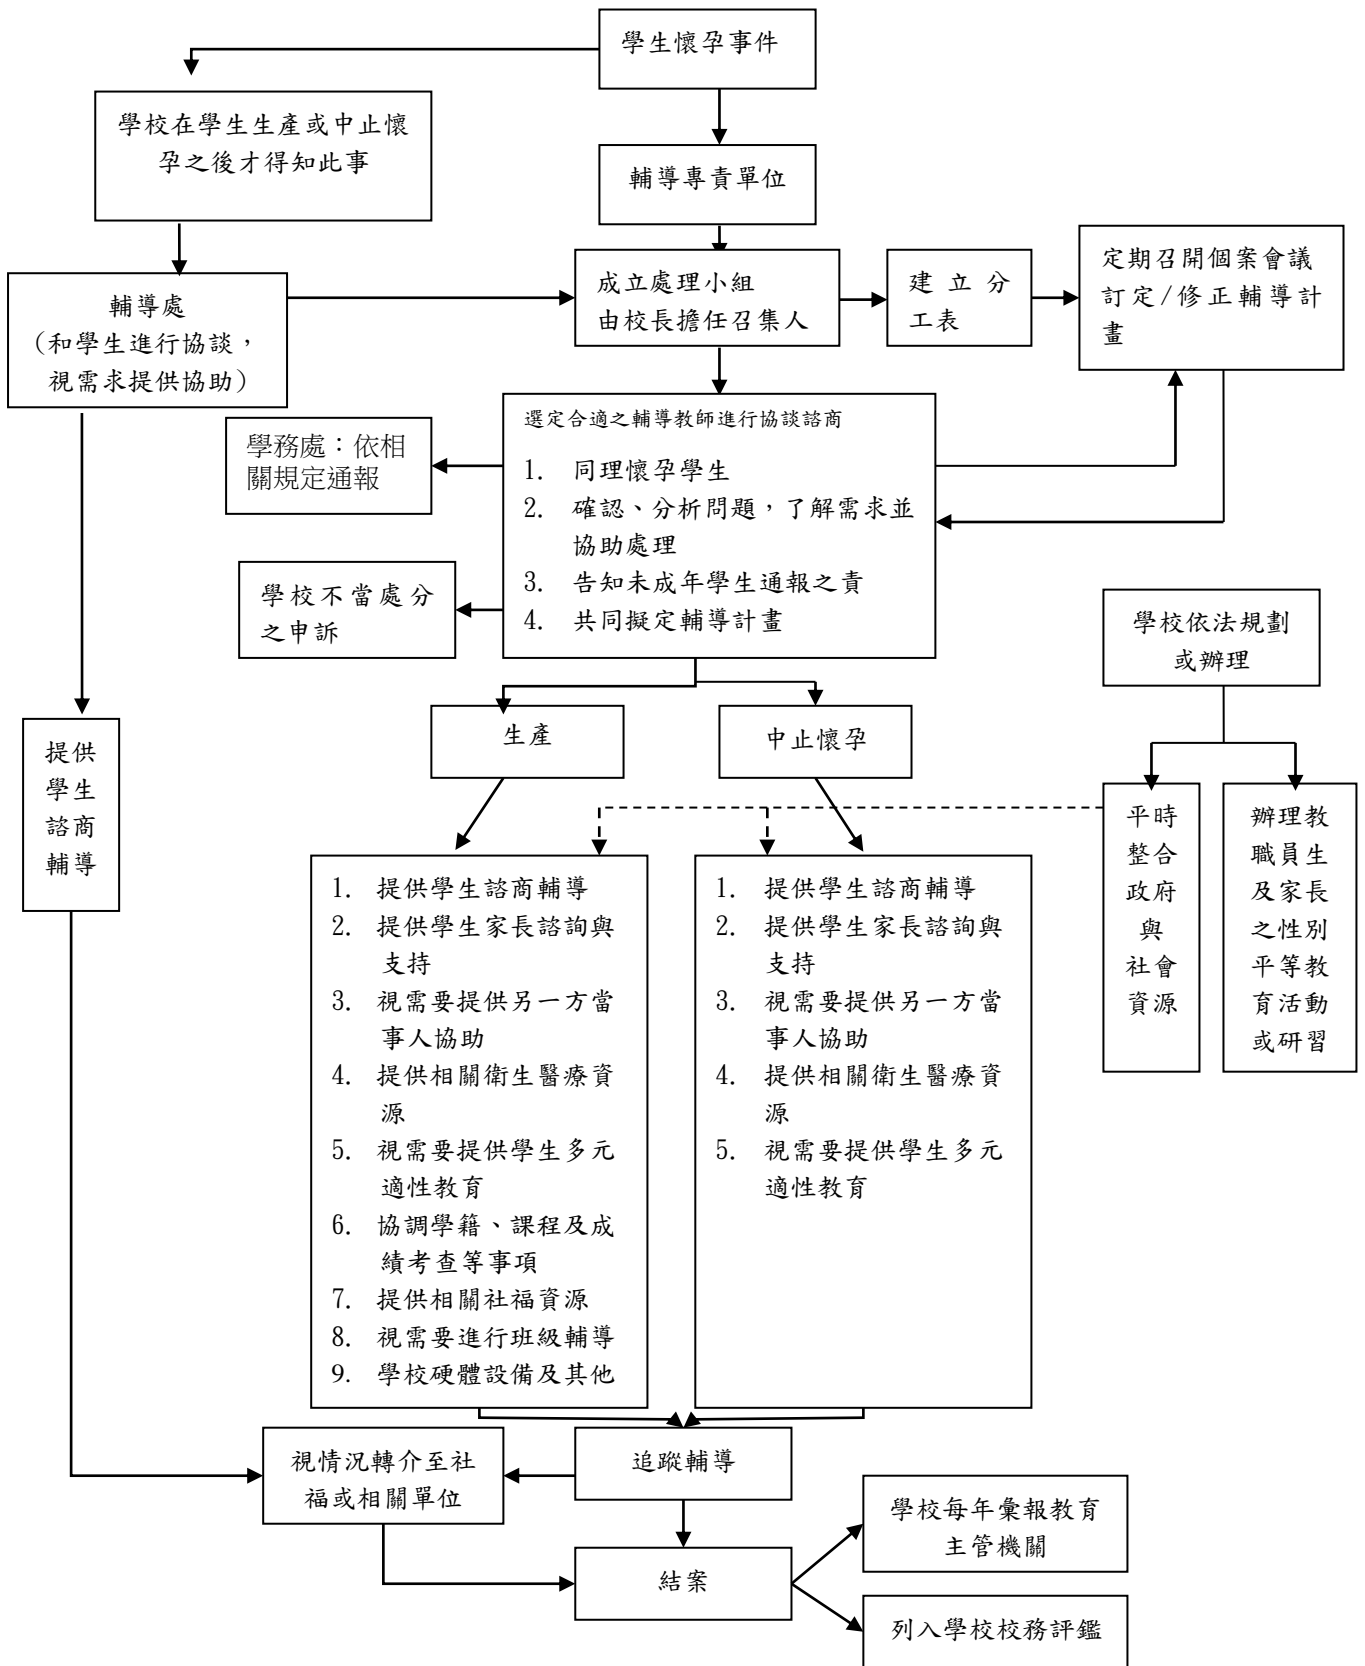 學生懷孕事件
學校在學生生產或中止懷
孕之後才得知此事
輔導專責單位
輔導處
(和學生進行協談，
視需求提供協助)
成立處理小組
由校長擔任召集人
建立分
工表
定期召開個案會議
訂定/修正輔導計
畫
選定合適之輔導教師進行協談諮商
1. 同理懷孕學生
2. 確認、分析問題，了解需求並
協助處理
3. 告知未成年學生通報之責
4. 共同擬定輔導計畫
學務處：依相
關規定通報
學校不當處分
之申訴
學校依法規劃
或辦理
提供
學生
諮商
輔導
生產
中止懷孕
平時
整合
政府
與
社會
資源
辦理教
職員生
及家長
之性別
平等教
育活動
或研習
1. 提供學生諮商輔導
2. 提供學生家長諮詢與
支持
3. 視需要提供另一方當
事人協助
4. 提供相關衛生醫療資
源
5. 視需要提供學生多元
適性教育
6. 協調學籍、課程及成
績考查等事項
7. 提供相關社福資源
8. 視需要進行班級輔導
9. 學校硬體設備及其他
1. 提供學生諮商輔導
2. 提供學生家長諮詢與
支持
3. 視需要提供另一方當
事人協助
4. 提供相關衛生醫療資
源
5. 視需要提供學生多元
適性教育
視情況轉介至社
福或相關單位
追蹤輔導
結案
學校每年彙報教育
主管機關
列入學校校務評鑑